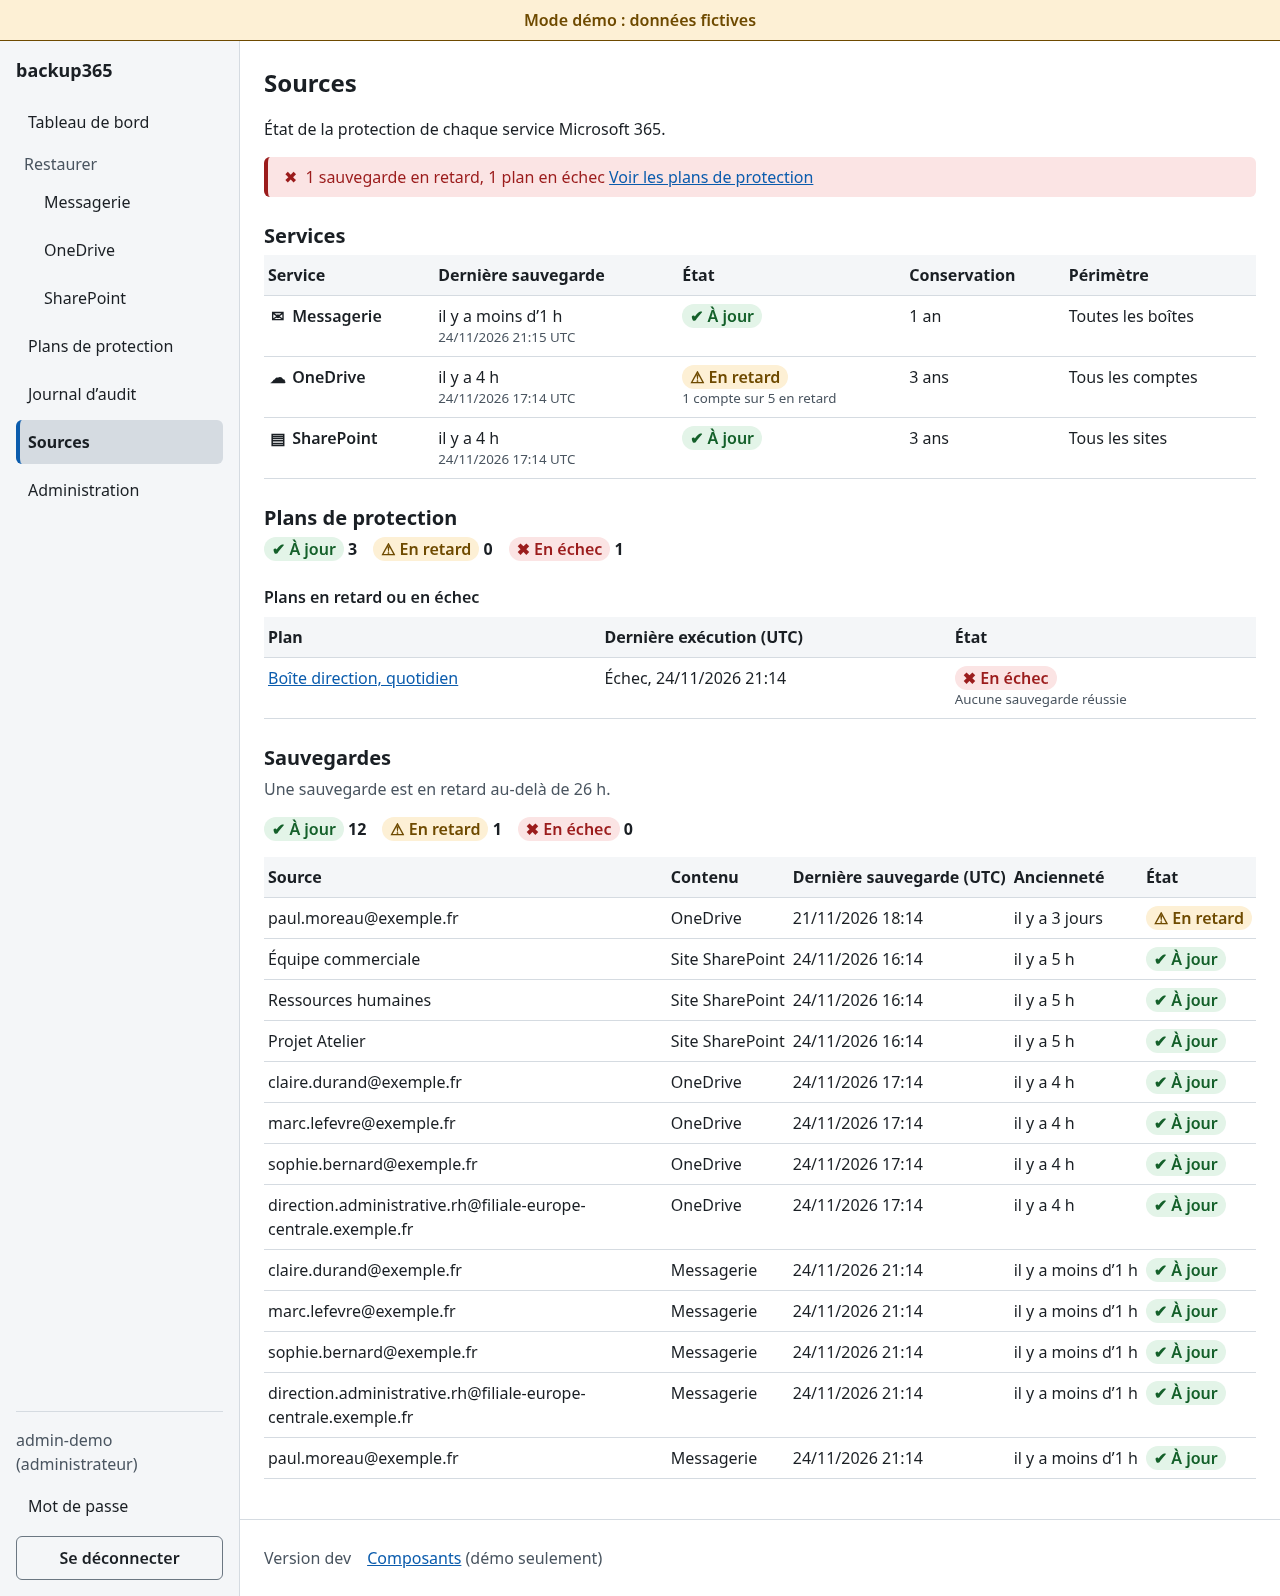 Mode démo : données fictives
backup365
Tableau de bord
Restaurer
Messagerie
OneDrive
SharePoint
Plans de protection
Journal d’audit
Sources
Administration
admin-demo
(administrateur)
Mot de passe
Se déconnecter
Sources
État de la protection de chaque service Microsoft 365.
✖ 1 sauvegarde en retard, 1 plan en échec Voir les plans de protection
Services
Service Dernière sauvegarde État Conservation Périmètre
✉ Messagerie il y a moins d’1 h ✔ À jour 1 an Toutes les boîtes
24/11/2026 21:15 UTC
☁ OneDrive il y a 4 h ⚠ En retard 3 ans Tous les comptes
24/11/2026 17:14 UTC 1 compte sur 5 en retard
▤ SharePoint il y a 4 h ✔ À jour 3 ans Tous les sites
24/11/2026 17:14 UTC
Plans de protection
✔ À jour 3 ⚠ En retard 0 ✖ En échec 1
Plans en retard ou en échec
Plan Dernière exécution (UTC) État
Boîte direction, quotidien Échec, 24/11/2026 21:14 ✖ En échec
Aucune sauvegarde réussie
Sauvegardes
Une sauvegarde est en retard au-delà de 26 h.
✔ À jour 12 ⚠ En retard 1 ✖ En échec 0
Source Contenu Dernière sauvegarde (UTC) Ancienneté État
paul.moreau@exemple.fr OneDrive 21/11/2026 18:14 il y a 3 jours ⚠ En retard
Équipe commerciale Site SharePoint 24/11/2026 16:14 il y a 5 h ✔ À jour
Ressources humaines Site SharePoint 24/11/2026 16:14 il y a 5 h ✔ À jour
Projet Atelier Site SharePoint 24/11/2026 16:14 il y a 5 h ✔ À jour
claire.durand@exemple.fr OneDrive 24/11/2026 17:14 il y a 4 h ✔ À jour
marc.lefevre@exemple.fr OneDrive 24/11/2026 17:14 il y a 4 h ✔ À jour
sophie.bernard@exemple.fr OneDrive 24/11/2026 17:14 il y a 4 h ✔ À jour
direction.administrative.rh@filiale-europe- OneDrive 24/11/2026 17:14 il y a 4 h ✔ À jour
centrale.exemple.fr
claire.durand@exemple.fr Messagerie 24/11/2026 21:14 il y a moins d’1 h ✔ À jour
marc.lefevre@exemple.fr Messagerie 24/11/2026 21:14 il y a moins d’1 h ✔ À jour
sophie.bernard@exemple.fr Messagerie 24/11/2026 21:14 il y a moins d’1 h ✔ À jour
direction.administrative.rh@filiale-europe- Messagerie 24/11/2026 21:14 il y a moins d’1 h ✔ À jour
centrale.exemple.fr
paul.moreau@exemple.fr Messagerie 24/11/2026 21:14 il y a moins d’1 h ✔ À jour
Version dev Composants (démo seulement)